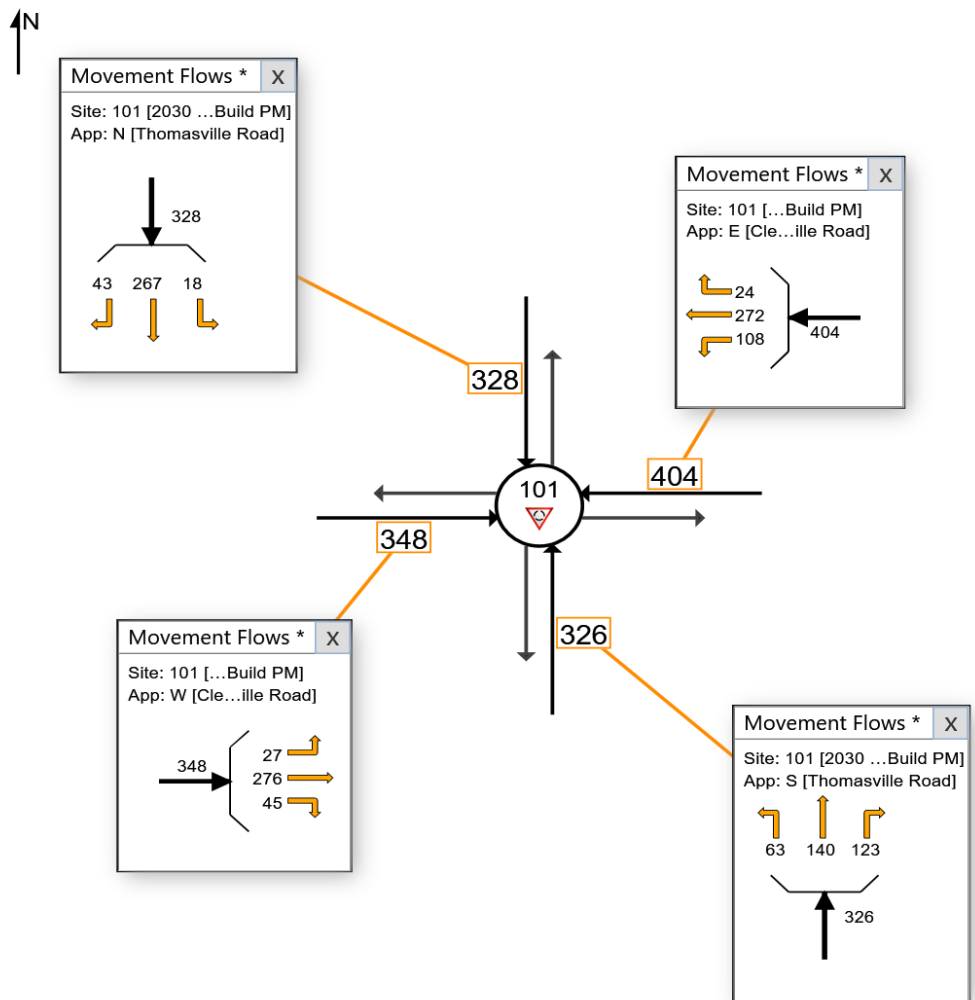 N
Movement Flows * X
Site: 101 [2030 ...Build PM]
App: N [Thomasville Road]
328
43 267 18
Movement Flows * X
Site: 101 [...Build PM]
App: E [Cle...ille Road]
24
272
108
404
328
404
101
348
326
Movement Flows * X
Site: 101 [...Build PM]
App: W [Cle...ille Road]
348
27
276
45
Movement Flows * X
Site: 101 [2030 ...Build PM]
App: S [Thomasville Road]
63 140 123
326